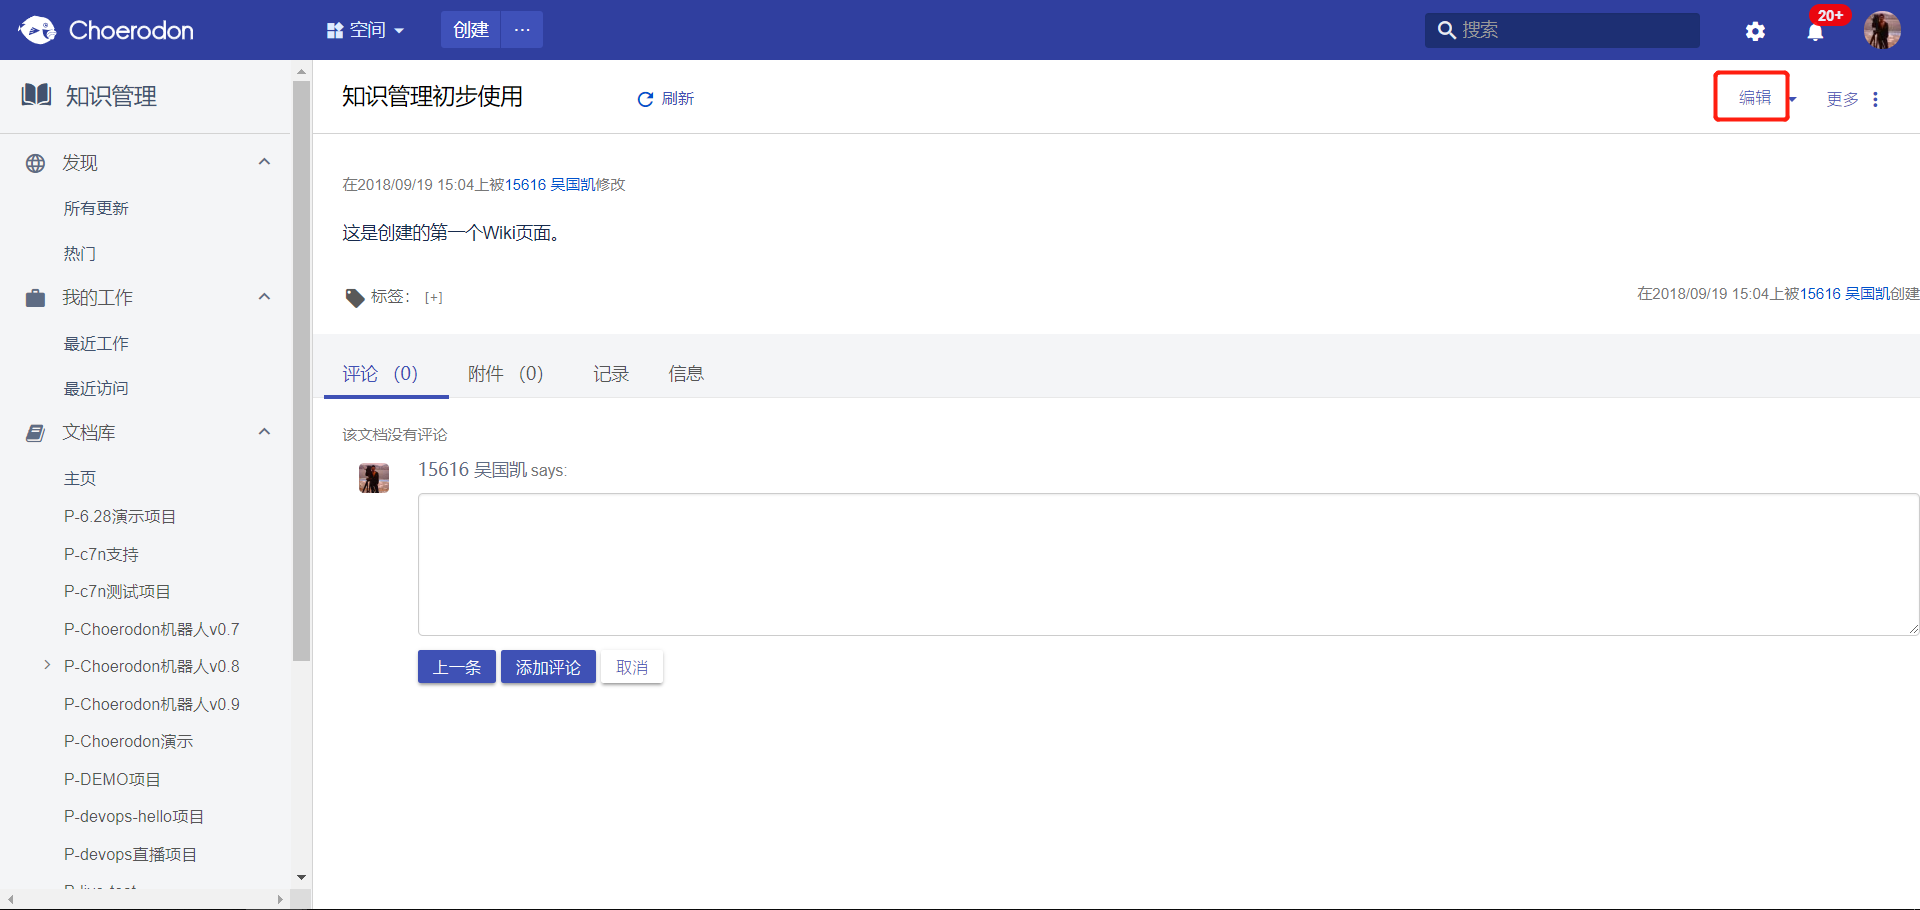 Choerodon
空间
创建
···
搜索
20+
知识管理
发现
所有更新
热门
我的工作
最近工作
最近访问
文档库
主页
P-6.28演示项目
P-c7n支持
P-c7n测试项目
P-Choerodon机器人v0.7
P-Choerodon机器人v0.8
P-Choerodon机器人v0.9
P-Choerodon演示
P-DEMO项目
P-devops-hello项目
P-devops直播项目
知识管理初步使用
刷新
编辑
更多
在2018/09/19 15:04上被15616 吴国凯修改
这是创建的第一个Wiki页面。
标签： [+]
在2018/09/19 15:04上被15616 吴国凯创建
评论 (0)
附件 (0)
记录
信息
该文档没有评论
15616 吴国凯 says:
上一条
添加评论
取消